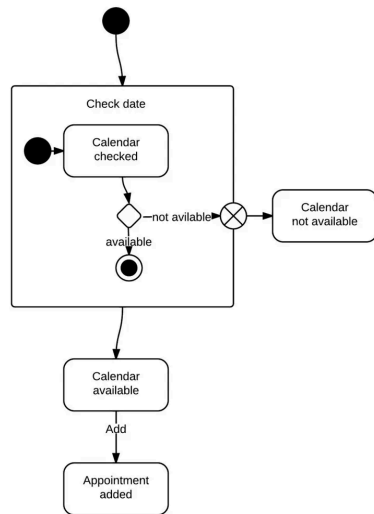 Check date
Calendar
checked
not avilable
Calendar
not available
available
Calendar
available
Add
Appointment
added